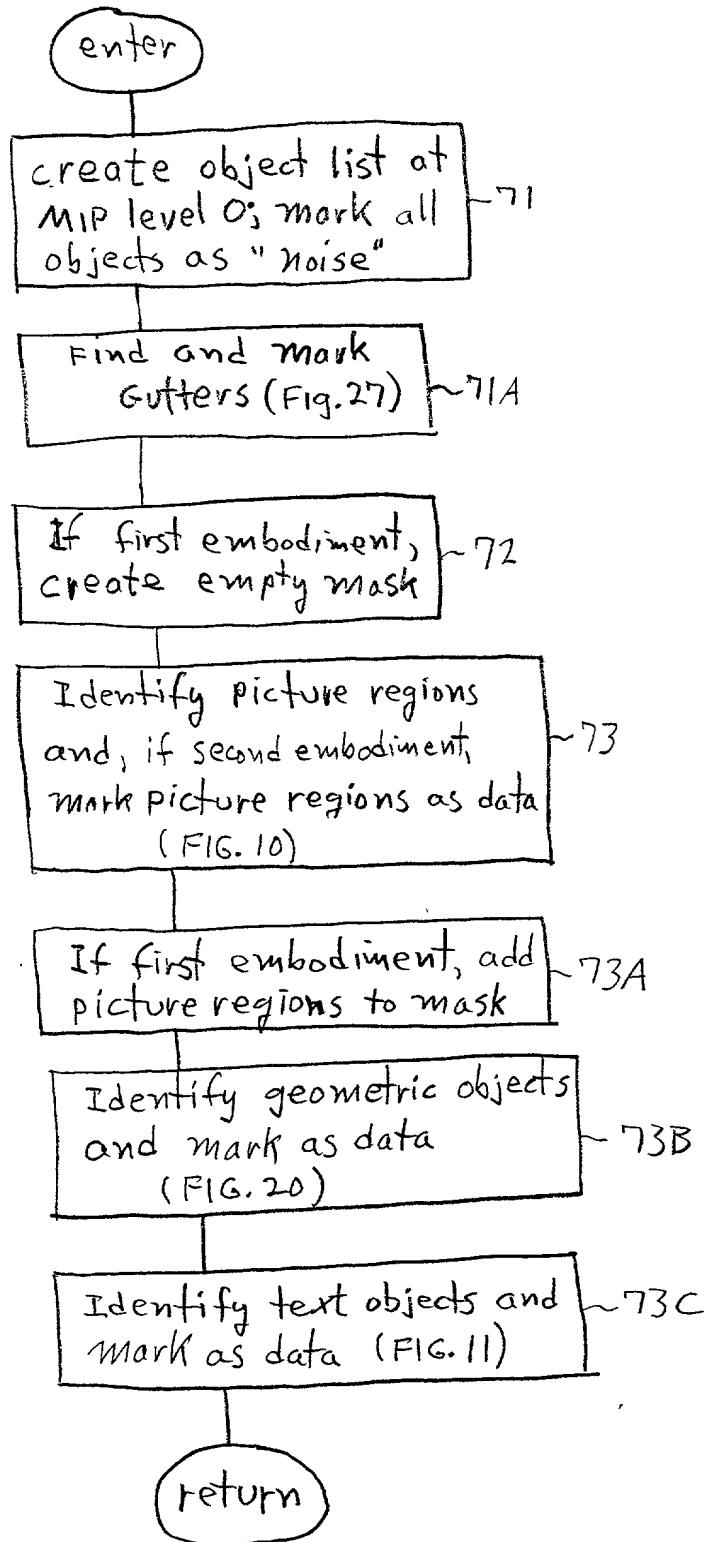 enter
create object list at
MIP level 0; mark all
objects as "noise"
71
Find and mark
Gutters (Fig. 27)
71A
If first embodiment,
create empty mask
72
Identify picture regions
and, if second embodiment,
mark picture regions as data
(FIG. 10)
73
If first embodiment, add
picture regions to mask
73A
Identify geometric objects
and mark as data
(FIG. 20)
73B
Identify text objects and
mark as data (FIG. 11)
73C
return